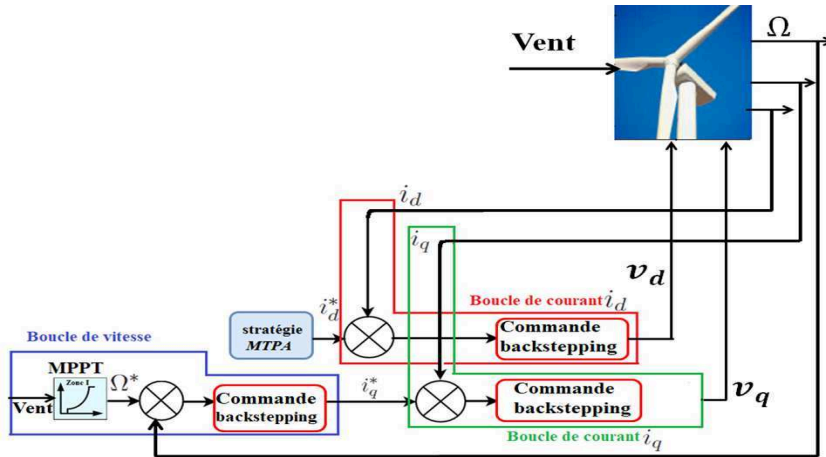 Ω
Vent
i_d
i_q
v_d
Boucle de courant i_d
i_d^*
stratégie
MTPA
Commande
backstepping
Boucle de vitesse
MPPT
Zone I
Ω*
Vent
Commande
backstepping
i_q^*
Commande
backstepping
v_q
Boucle de courant i_q